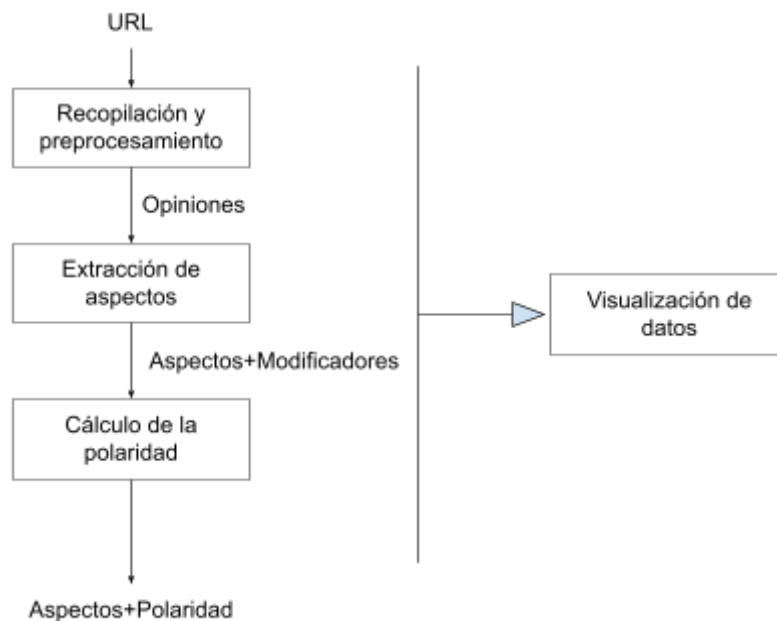 URL
Recopilación y
preprocesamiento
Opiniones
Extracción de
aspectos
Aspectos+Modificadores
Cálculo de la
polaridad
Aspectos+Polaridad
Visualización de
datos